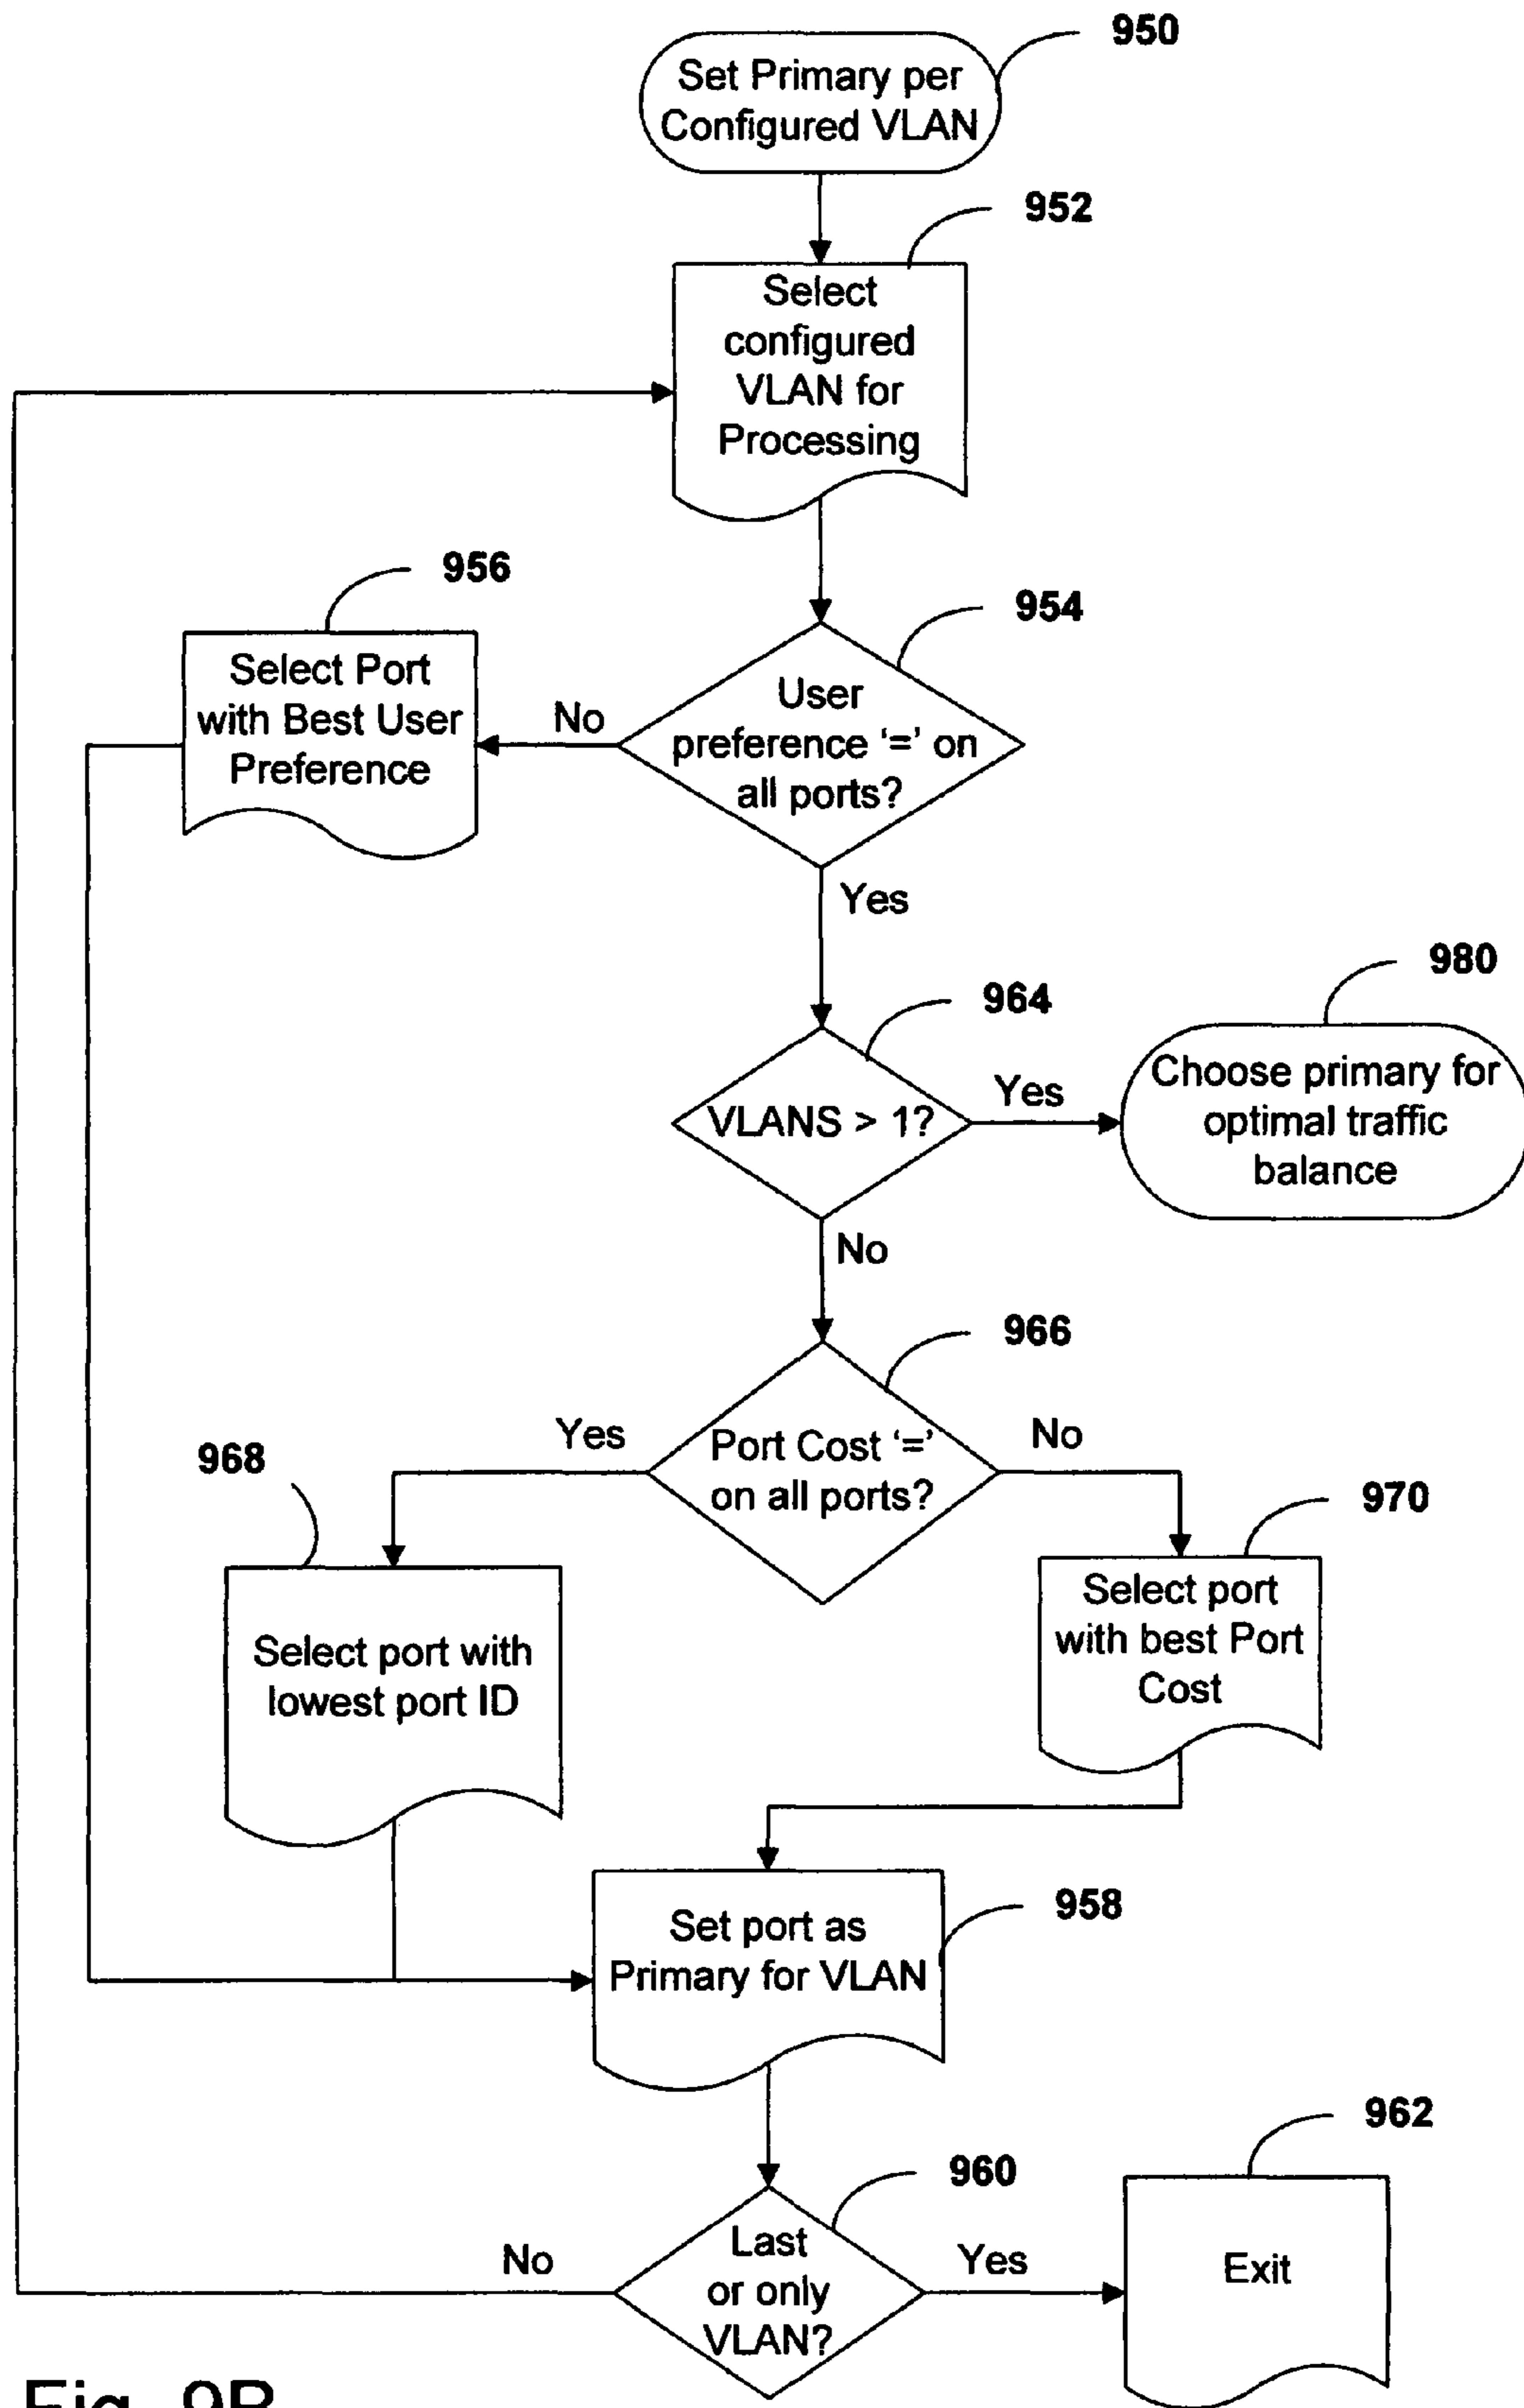 950
Set Primary per
Configured VLAN
952
Select
configured
VLAN for
Processing
956
954
Select Port
with Best User
Preference
No
User
preference '=' on
all ports?
Yes
980
964
Choose primary for
optimal traffic
balance
Yes
VLANS > 1?
No
966
Yes
Port Cost '='
on all ports?
No
968
970
Select port
with best Port
Cost
Select port with
lowest port ID
958
Set port as
Primary for VLAN
962
960
No
Last
or only
VLAN?
Yes
Exit
Fig. 9B